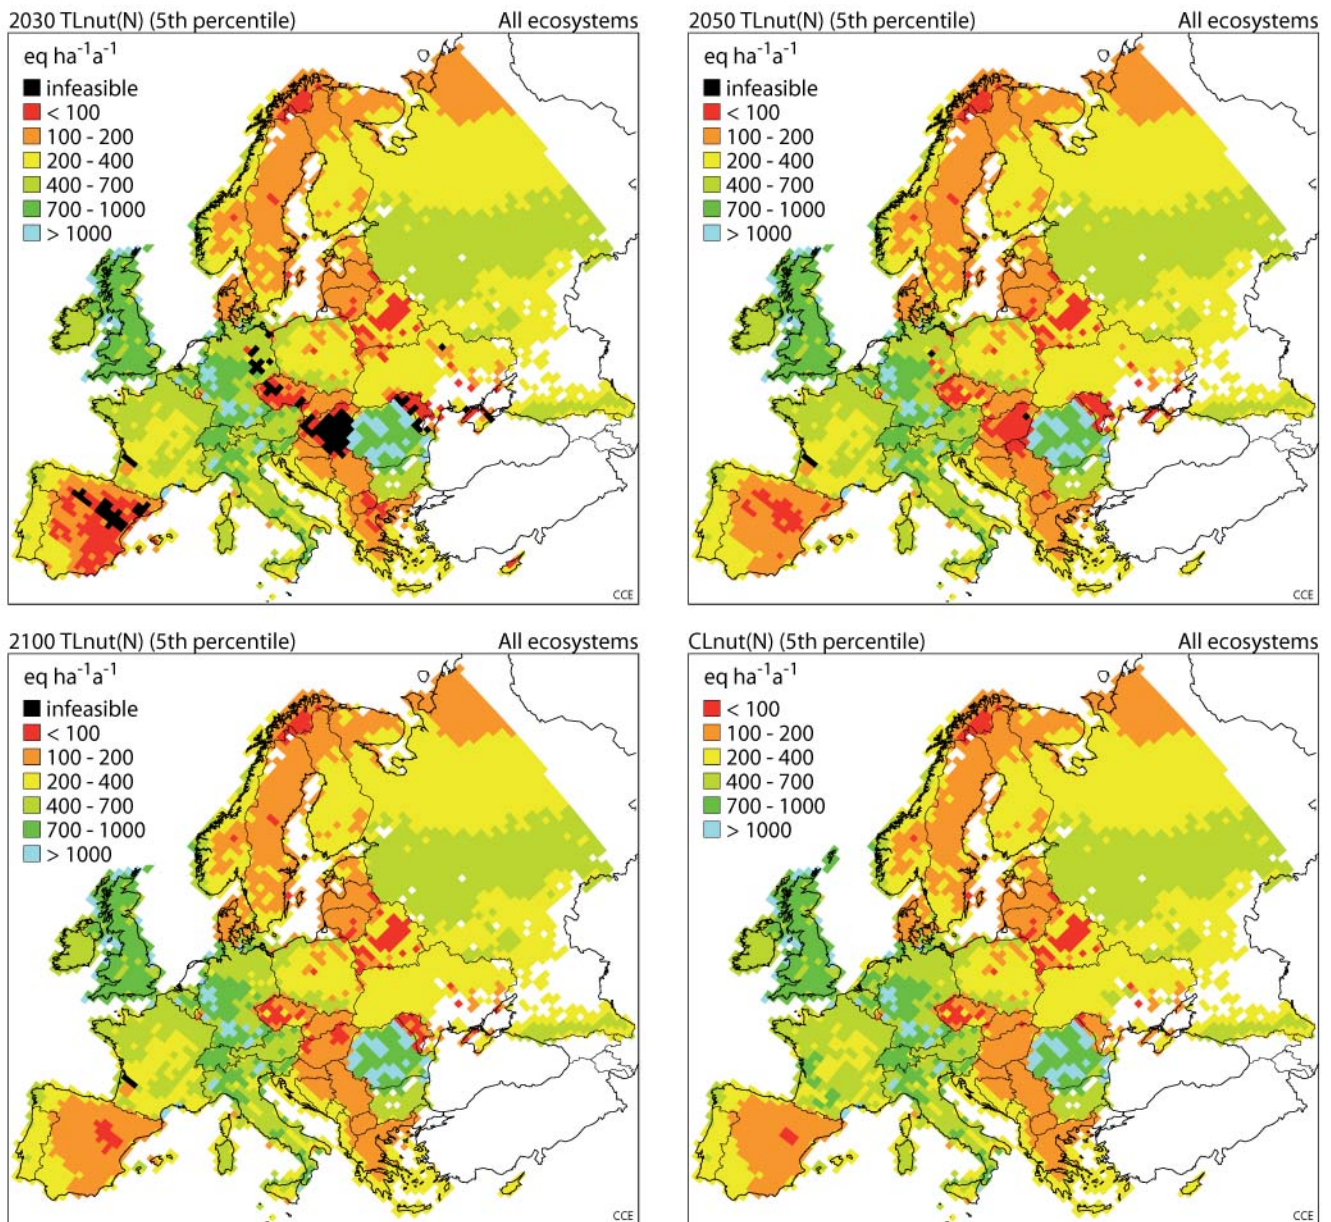 2030 TLnut(N) (5th percentile) All ecosystems
eq ha⁻¹a⁻¹
infeasible
< 100
100 - 200
200 - 400
400 - 700
700 - 1000
> 1000
CCE
2050 TLnut(N) (5th percentile) All ecosystems
eq ha⁻¹a⁻¹
infeasible
< 100
100 - 200
200 - 400
400 - 700
700 - 1000
> 1000
CCE
2100 TLnut(N) (5th percentile) All ecosystems
eq ha⁻¹a⁻¹
infeasible
< 100
100 - 200
200 - 400
400 - 700
700 - 1000
> 1000
CCE
CLnut(N) (5th percentile) All ecosystems
eq ha⁻¹a⁻¹
< 100
100 - 200
200 - 400
400 - 700
700 - 1000
> 1000
CCE